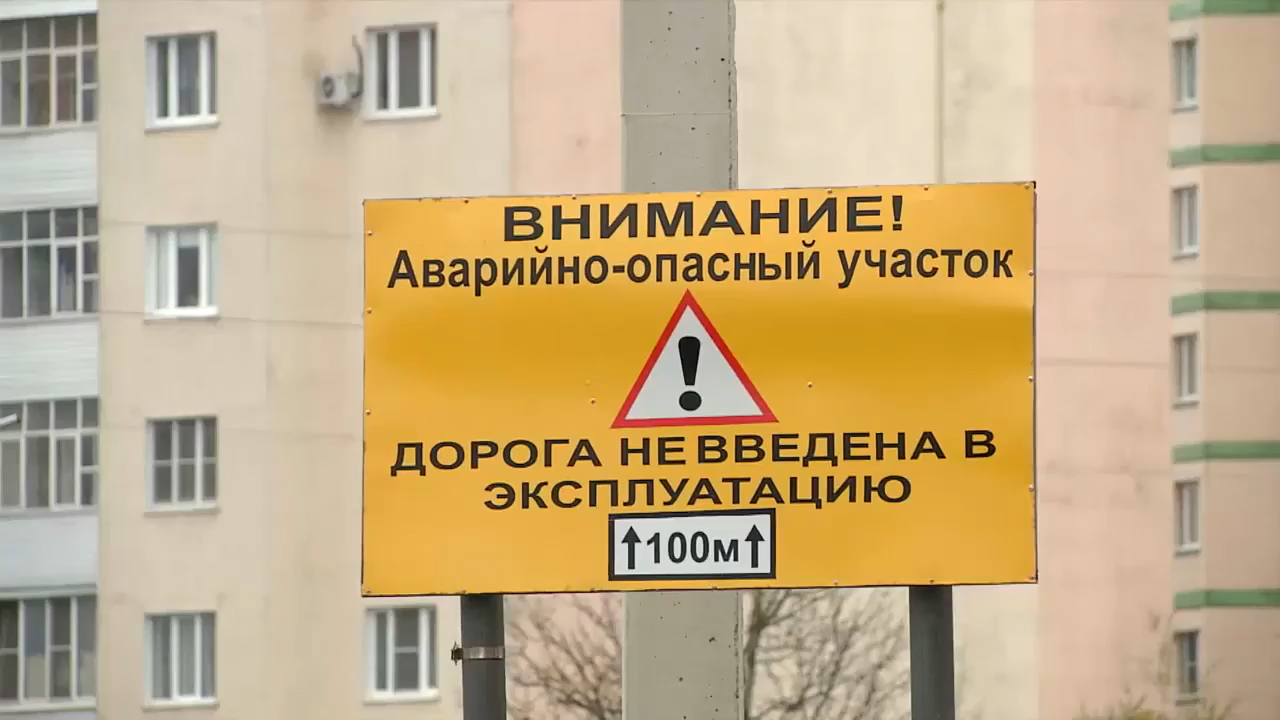 ВНИМАНИЕ!
Аварийно-опасный участок
!
ДОРОГА НЕ ВВЕДЕНА В
ЭКСПЛУАТАЦИЮ
↑100м↑